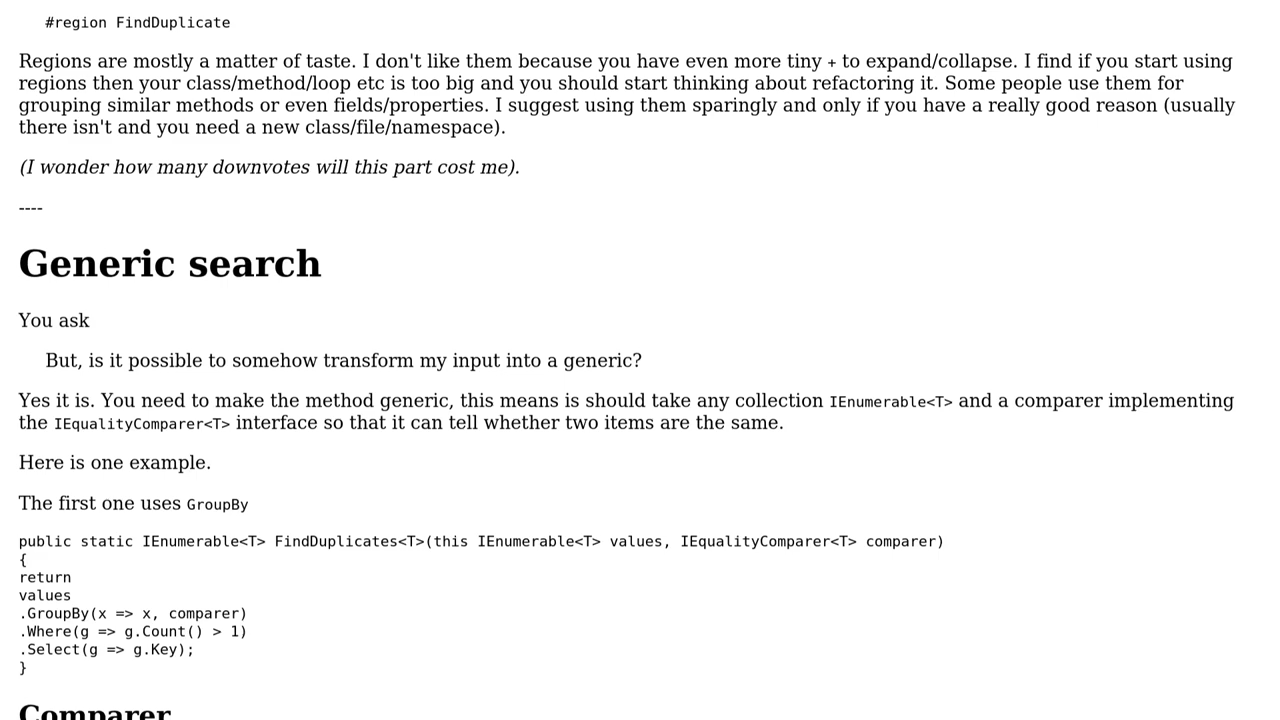 #region FindDuplicate
Regions are mostly a matter of taste. I don't like them because you have even more tiny + to expand/collapse. I find if you start using
regions then your class/method/loop etc is too big and you should start thinking about refactoring it. Some people use them for
grouping similar methods or even fields/properties. I suggest using them sparingly and only if you have a really good reason (usually
there isn't and you need a new class/file/namespace).
(I wonder how many downvotes will this part cost me).
----
Generic search
You ask
But, is it possible to somehow transform my input into a generic?
Yes it is. You need to make the method generic, this means is should take any collection IEnumerable<T> and a comparer implementing
the IEqualityComparer<T> interface so that it can tell whether two items are the same.
Here is one example.
The first one uses GroupBy
public static IEnumerable<T> FindDuplicates<T>(this IEnumerable<T> values, IEqualityComparer<T> comparer)
{
return
values
.GroupBy(x => x, comparer)
.Where(g => g.Count() > 1)
.Select(g => g.Key);
}
Comparer